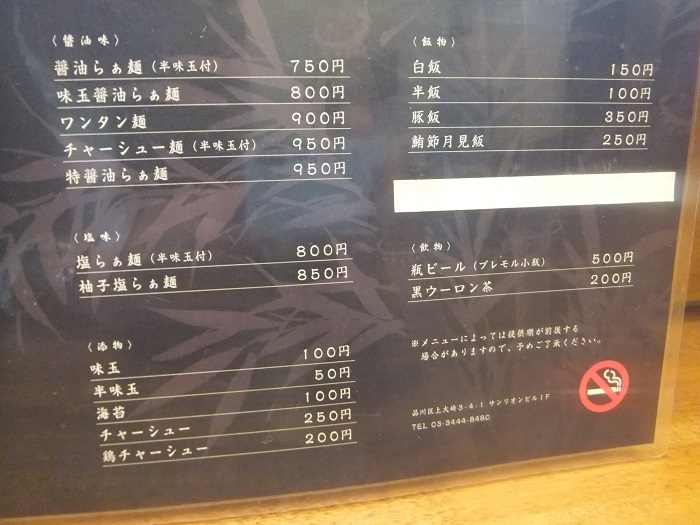 〈醤油味〉
醤油らぁ麺（半味玉付） 750円
味玉醤油らぁ麺 800円
ワンタン麺 900円
チャーシュー麺（半味玉付） 950円
特醤油らぁ麺 950円
〈塩味〉
塩らぁ麺（半味玉付） 800円
柚子塩らぁ麺 850円
〈添物〉
味玉 100円
半味玉 50円
海苔 100円
チャーシュー 250円
鶏チャーシュー 200円
〈飯物〉
白飯 150円
半飯 100円
豚飯 350円
鮪節月見飯 250円
〈飲物〉
瓶ビール（プレモル小瓶） 500円
黒ウーロン茶 200円
※メニューによっては提供順が前後する
場合がありますので、予めご了承ください。
品川区上大崎3-4-1 サンリオンビル1F
TEL 03-3444-8480